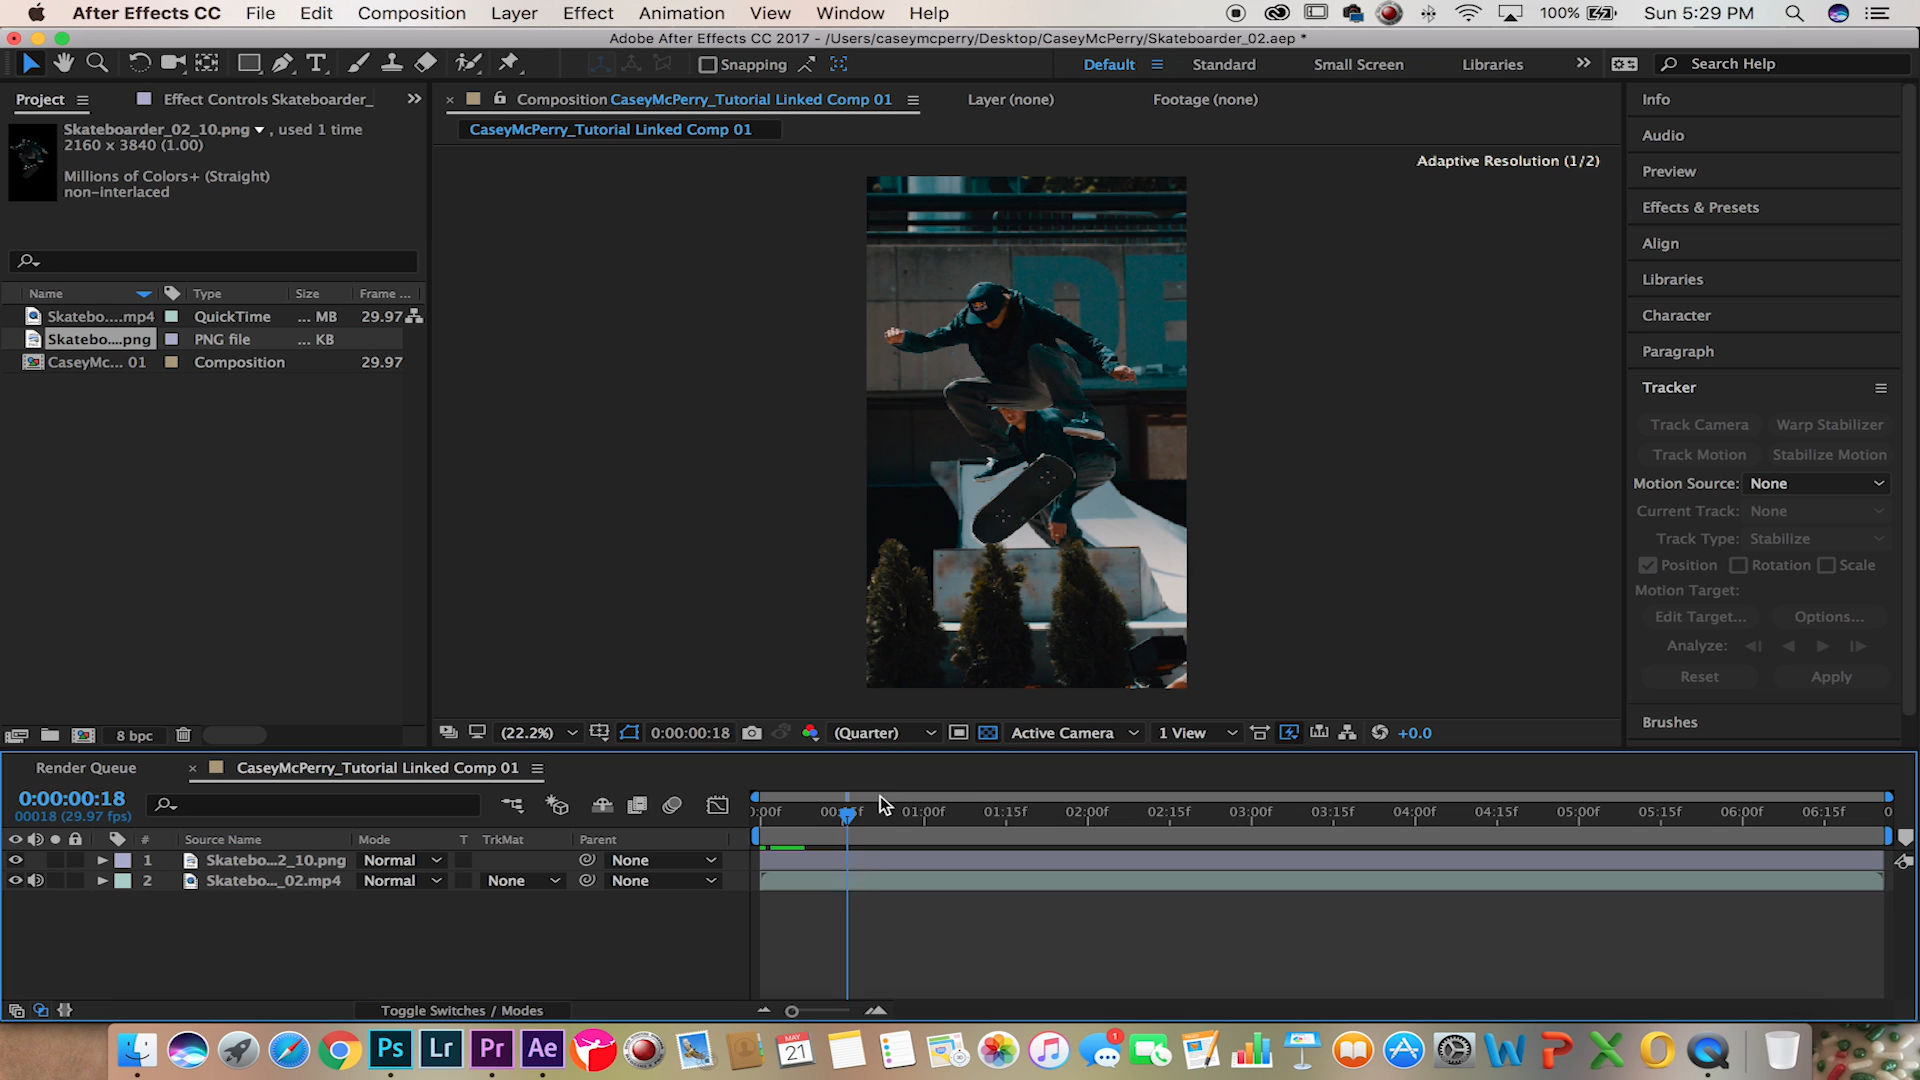 After Effects CC File Edit Composition Layer Effect Animation View Window Help 100% Sun 5:29 PM
Adobe After Effects CC 2017 - /Users/caseymcperry/Desktop/CaseyMcPerry/Skateboarder_02.aep *
Snapping Default Standard Small Screen Libraries Search Help
Project Effect Controls Skateboarder_
Composition CaseyMcPerry_Tutorial Linked Comp 01 Layer (none) Footage (none)
CaseyMcPerry_Tutorial Linked Comp 01
Adaptive Resolution (1/2)
Skateboarder_02_10.png , used 1 time
2160 x 3840 (1.00)
Millions of Colors+ (Straight)
non-interlaced
Name Type Size Frame ...
Skatebo....mp4 QuickTime ... MB 29.97
Skatebo....png PNG file ... KB
CaseyMc... 01 Composition 29.97
8 bpc
DE
Info
Audio
Preview
Effects & Presets
Align
Libraries
Character
Paragraph
Tracker
Track Camera Warp Stabilizer
Track Motion Stabilize Motion
Motion Source: None
Current Track: None
Track Type: Stabilize
Position Rotation Scale
Motion Target:
Edit Target... Options...
Analyze:
Reset Apply
Brushes
(22.2%) 0:00:00:18 (Quarter) Active Camera 1 View +0.0
Render Queue CaseyMcPerry_Tutorial Linked Comp 01
0:00:00:18
00018 (29.97 fps)
01:00f 01:15f 02:00f 02:15f 03:00f 03:15f 04:00f 04:15f 05:00f 05:15f 06:00f 06:15f 0
# Source Name Mode T TrkMat Parent
1 Skatebo...2_10.png Normal None
2 Skatebo..._02.mp4 Normal None None
Toggle Switches / Modes
Ps Lr Pr Ae MAY 21 1